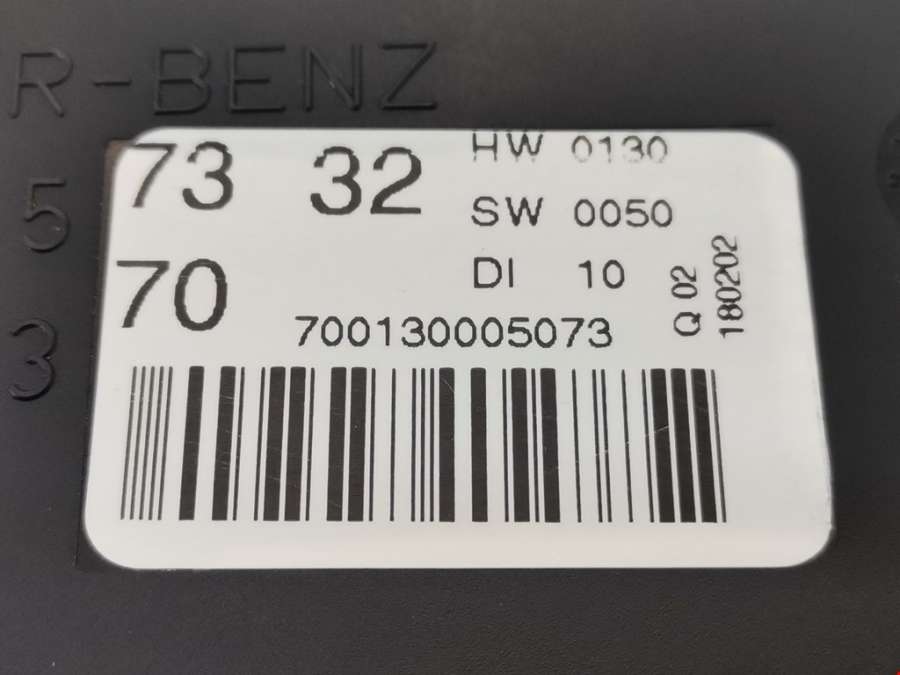 R-BENZ
5
3
73 32 HW 0130
SW 0050
70 DI 10
700130005073
Q 02
180202